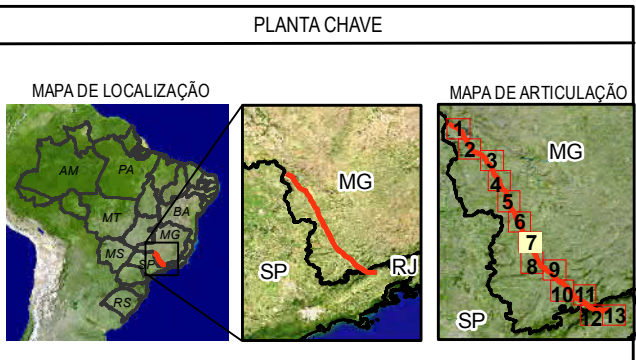 PLANTA CHAVE
MAPA DE LOCALIZAÇÃO
AM
PA
MT
BA
MG
MS
SP
RS
MG
SP
RJ
MAPA DE ARTICULAÇÃO
MG
SP
1
2
3
4
5
6
7
8
9
10
11
12
13